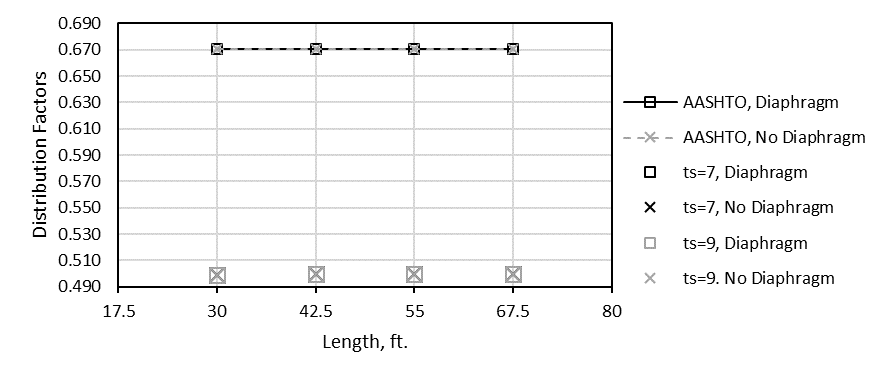 0.690
0.670
0.650
0.630
0.610
0.590
0.570
0.550
0.530
0.510
0.490
Distribution Factors
17.5 30 42.5 55 67.5 80
Length, ft.
AASHTO, Diaphragm
AASHTO, No Diaphragm
ts=7, Diaphragm
ts=7, No Diaphragm
ts=9, Diaphragm
ts=9. No Diaphragm